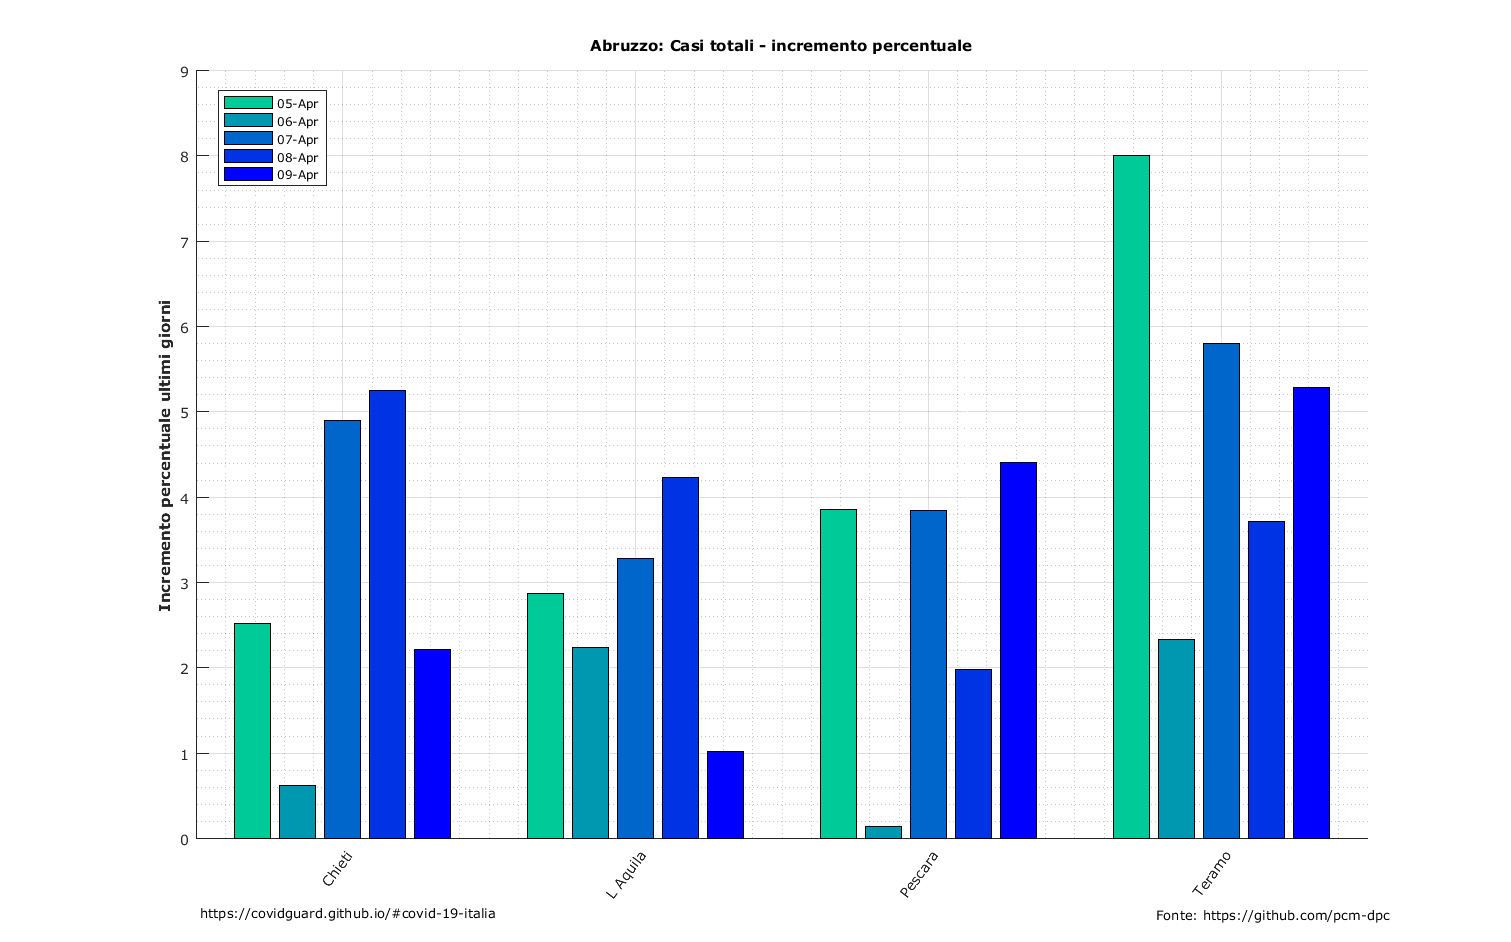 Abruzzo: Casi totali - incremento percentuale
9
8
7
6
5
4
3
2
1
0
05-Apr
06-Apr
07-Apr
08-Apr
09-Apr
Incremento percentuale ultimi giorni
Chieti
L Aquila
Pescara
Teramo
https://covidguard.github.io/#covid-19-italia
Fonte: https://github.com/pcm-dpc